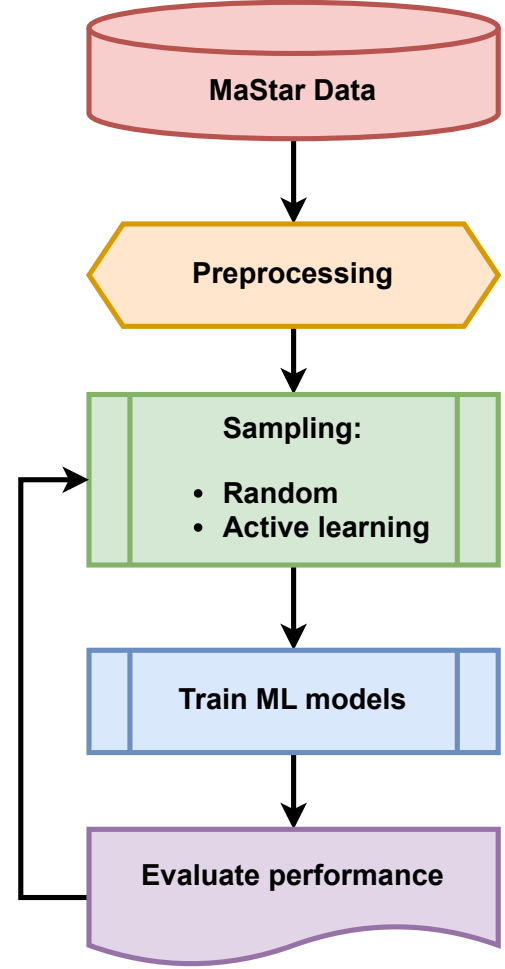 MaStar Data
Preprocessing
Sampling:
• Random
• Active learning
Train ML models
Evaluate performance